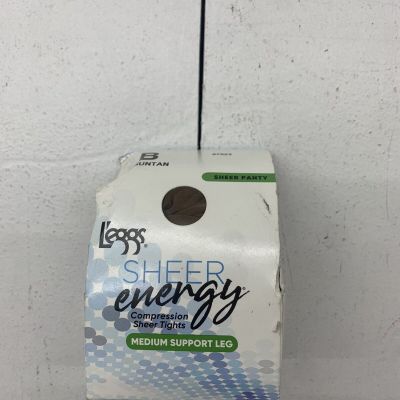 B
SUNTAN
SHEER PANTY
L'eggs®
SHEER
energy®
Compression
Sheer Tights
MEDIUM SUPPORT LEG